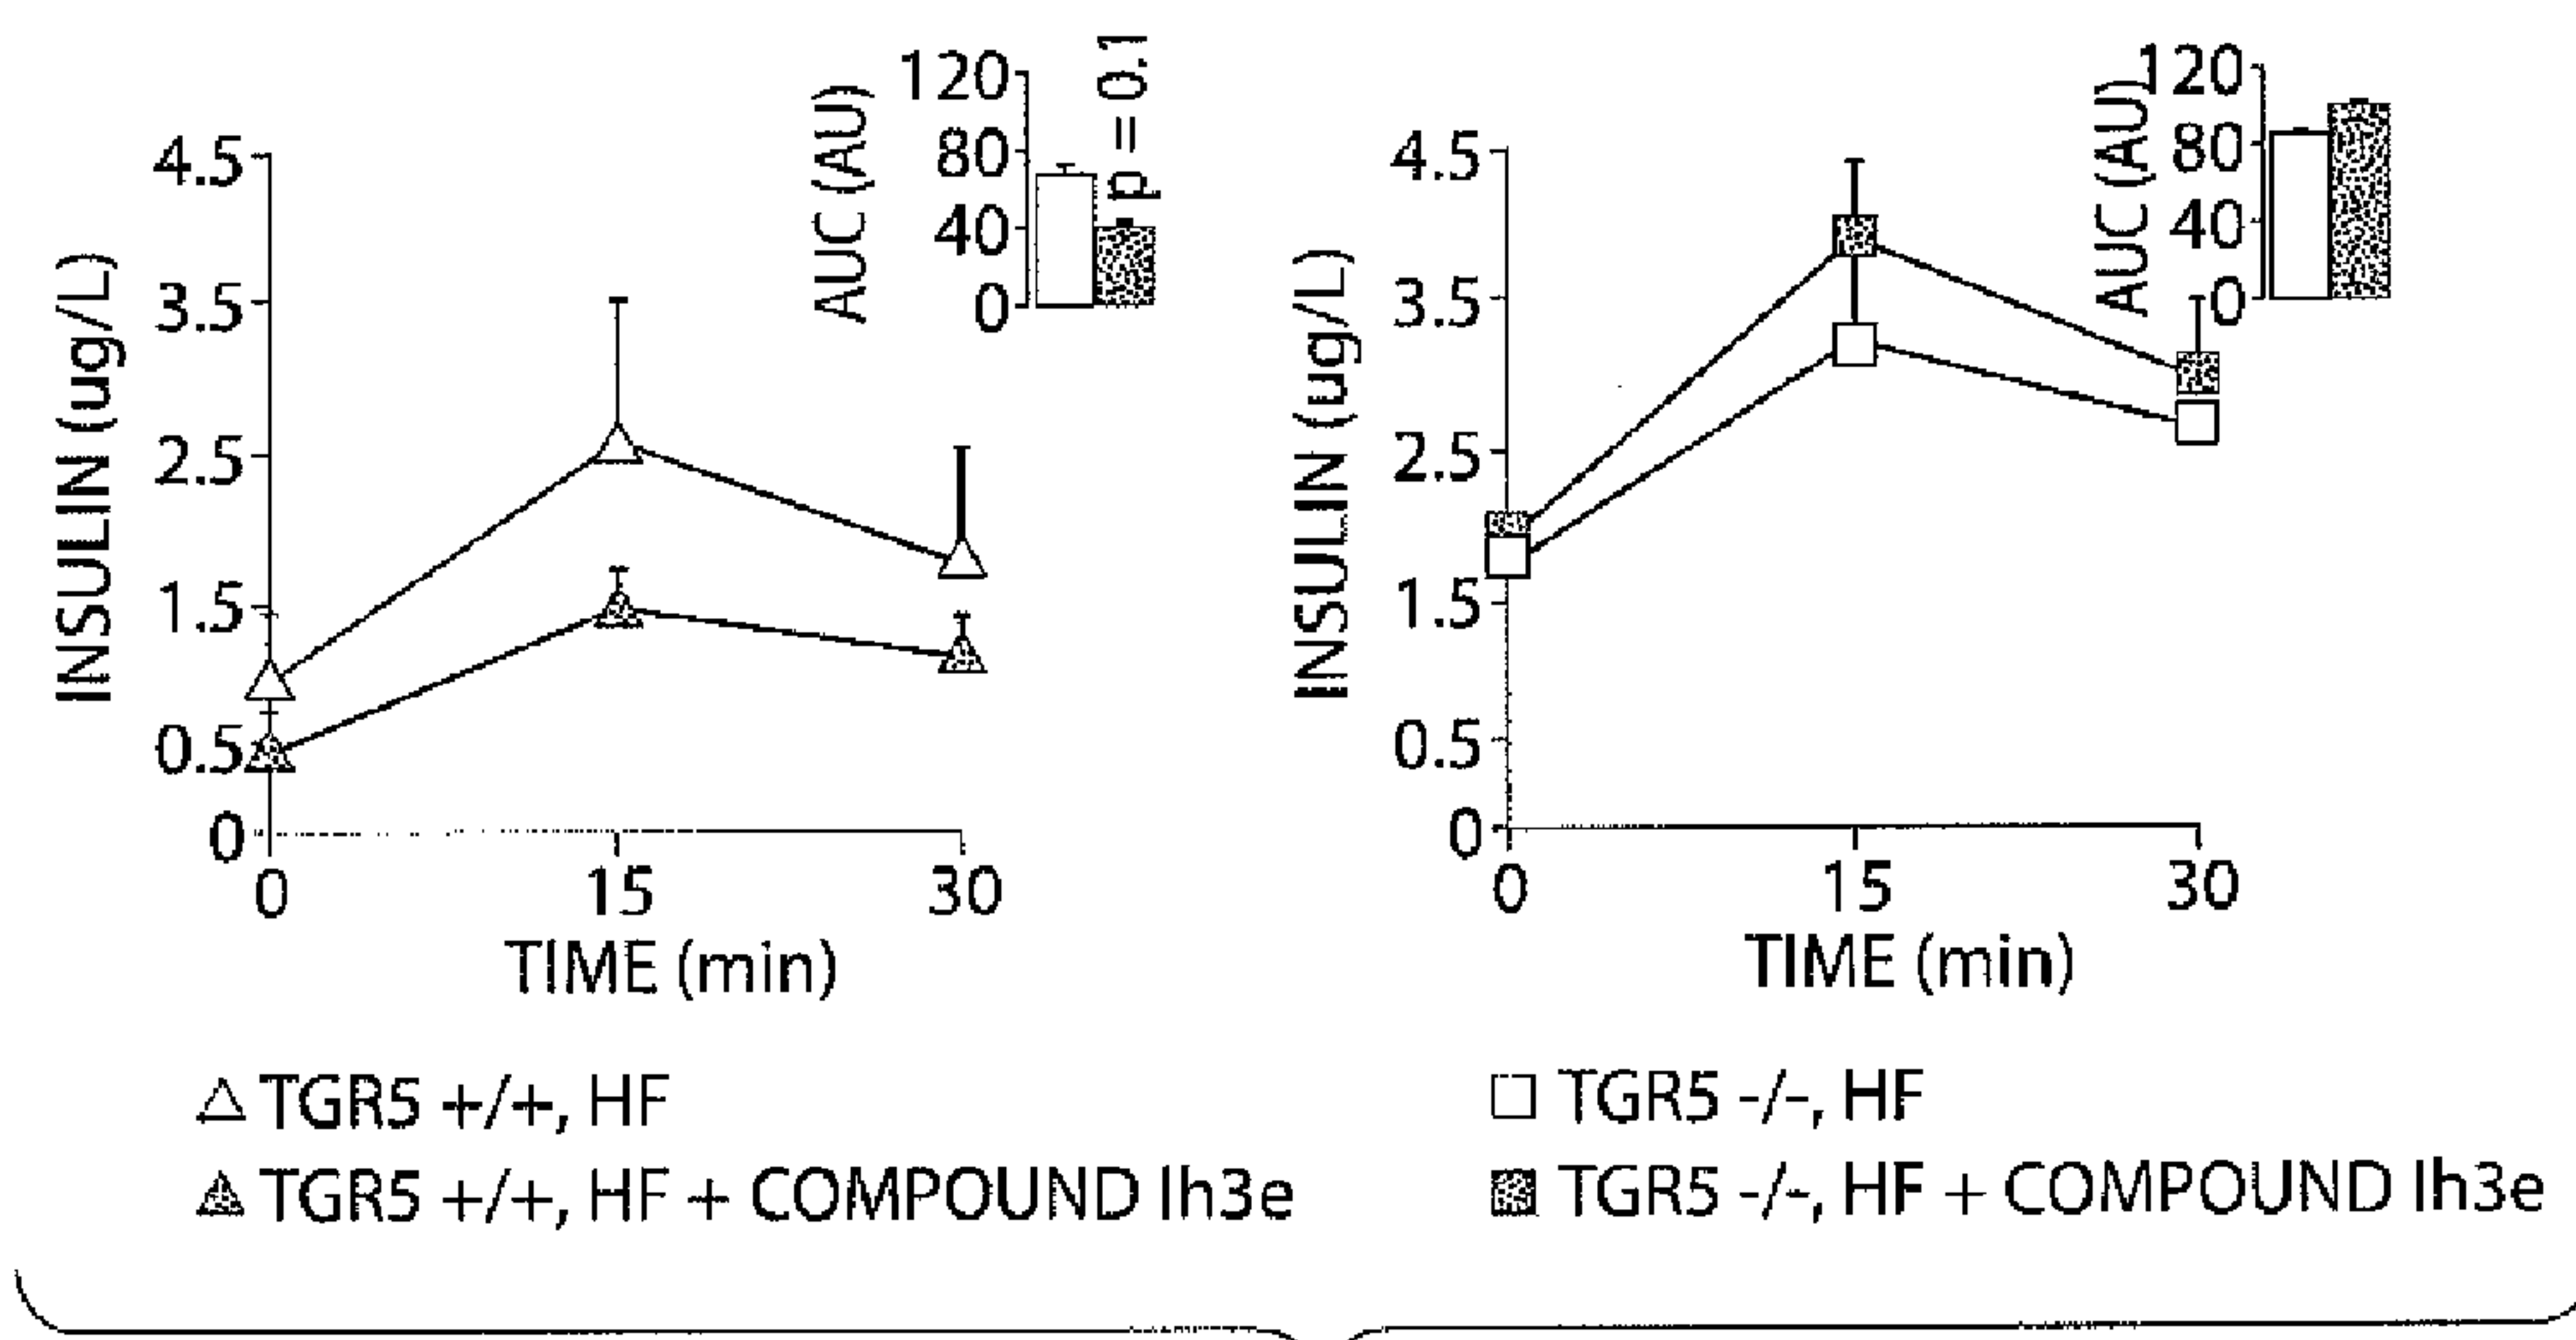 INSULIN (ug/L)
4.5
3.5
2.5
1.5
0.5
0
0 15 30
TIME (min)
AUC (AU)
120
80
40
0
p = 0.1
△ TGR5 +/+, HF
TGR5 +/+, HF + COMPOUND Ih3e
INSULIN (ug/L)
4.5
3.5
2.5
1.5
0.5
0
0 15 30
TIME (min)
AUC (AU)
120
80
40
0
□ TGR5 -/-, HF
TGR5 -/-, HF + COMPOUND Ih3e